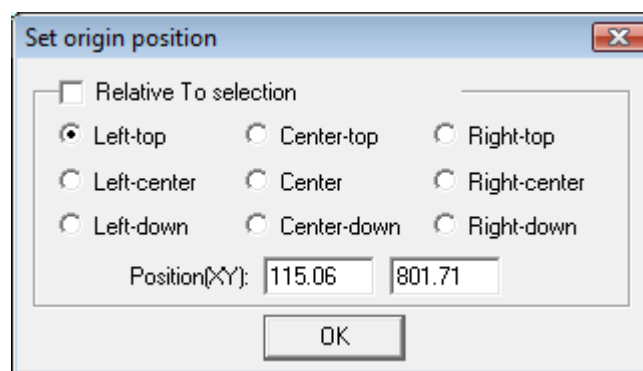 Set origin position
Relative To selection
Left-top Center-top Right-top
Left-center Center Right-center
Left-down Center-down Right-down
Position(XY): 115.06 801.71
OK